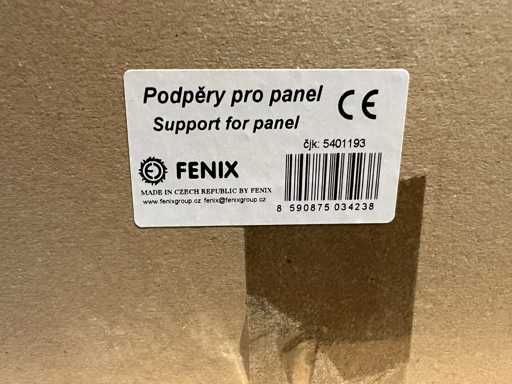 Podpěry pro panel
Support for panel
CE
čjk: 5401193
FENIX
MADE IN CZECH REPUBLIC BY FENIX
www.fenixgroup.cz fenix@fenixgroup.cz
8 590875 034238